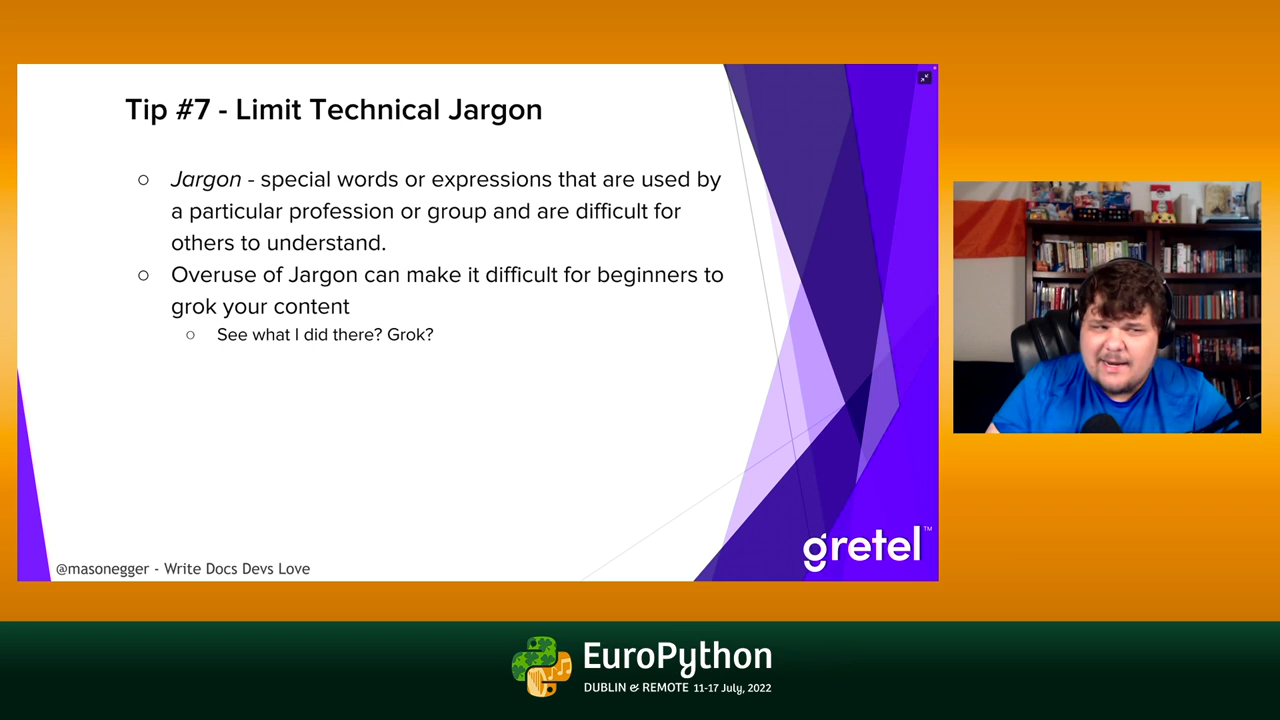 Tip #7 - Limit Technical Jargon
○ Jargon - special words or expressions that are used by
a particular profession or group and are difficult for
others to understand.
○ Overuse of Jargon can make it difficult for beginners to
grok your content
○ See what I did there? Grok?
gretel™
@masonegger - Write Docs Devs Love
EuroPython
DUBLIN & REMOTE 11-17 July, 2022